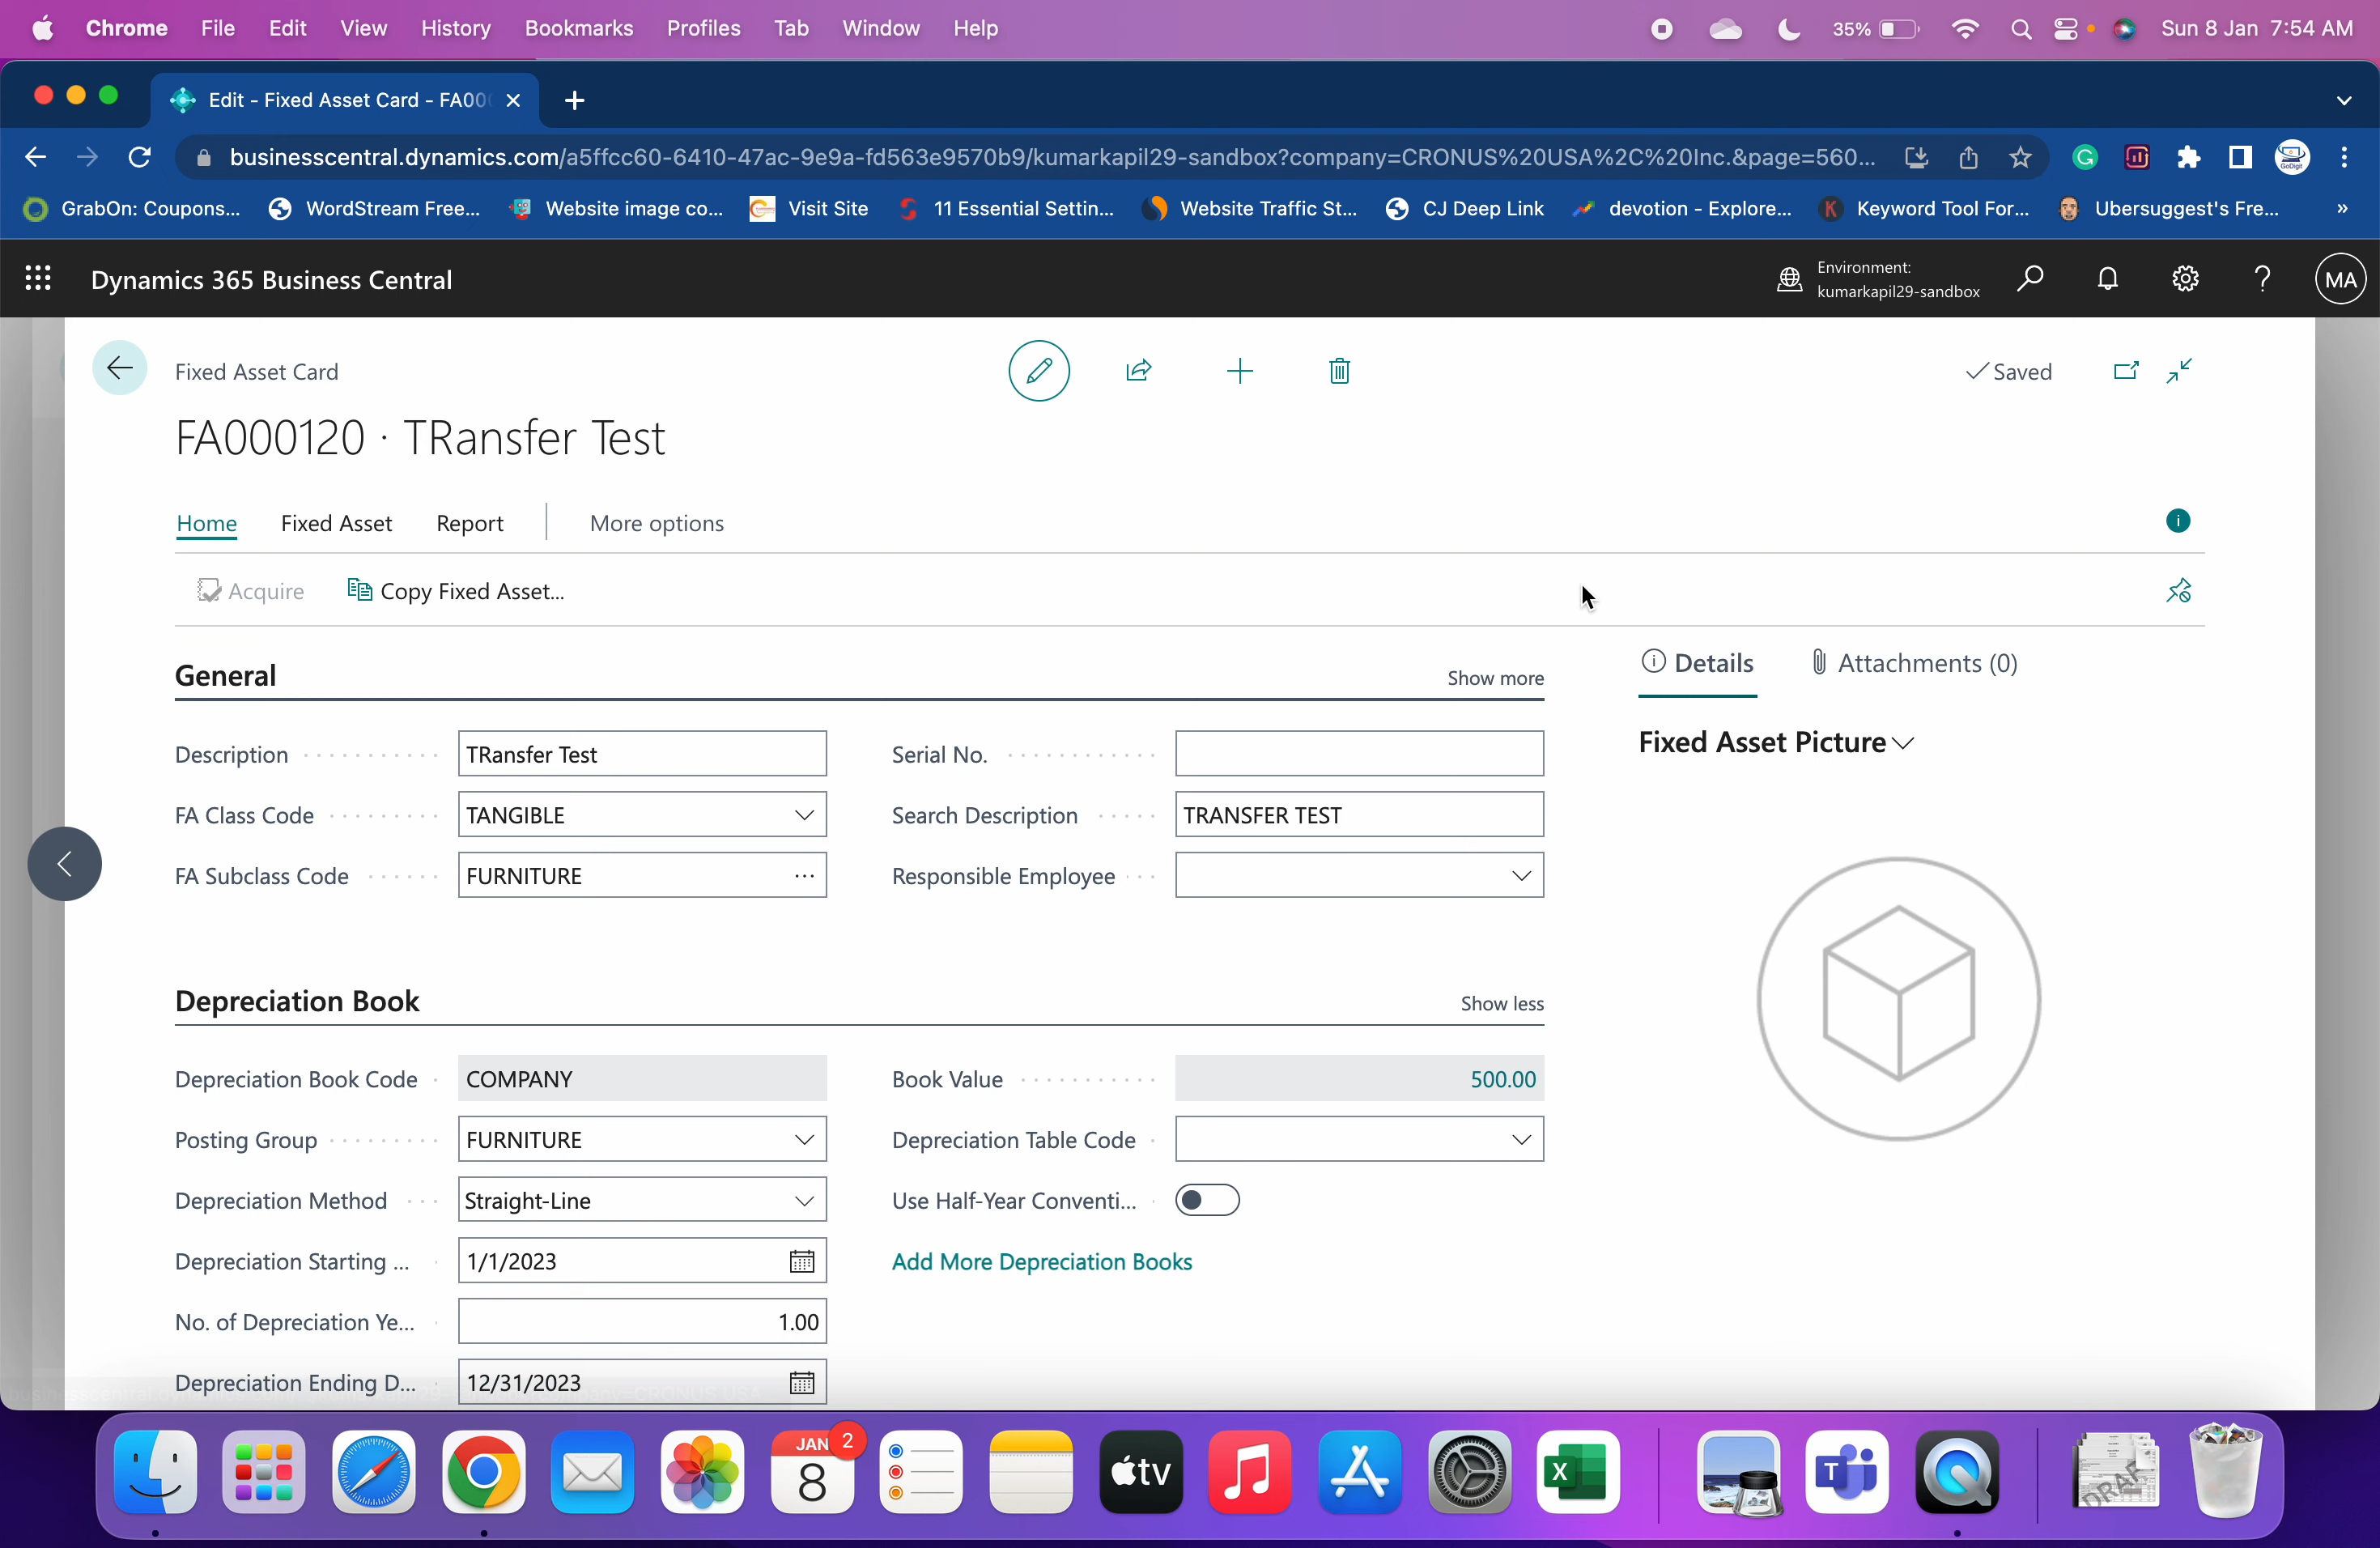 Chrome File Edit View History Bookmarks Profiles Tab Window Help 35% Sun 8 Jan 7:54 AM
Edit - Fixed Asset Card - FA00
businesscentral.dynamics.com/a5ffcc60-6410-47ac-9e9a-fd563e9570b9/kumarkapil29-sandbox?company=CRONUS%20USA%2C%20Inc.&page=560...
GrabOn: Coupons... WordStream Free... Website image co... Visit Site 11 Essential Settin... Website Traffic St... CJ Deep Link devotion - Explore... Keyword Tool For... Ubersuggest's Fre... »
Dynamics 365 Business Central
Environment:
kumarkapil29-sandbox
MA
Fixed Asset Card
Saved
FA000120 · TRansfer Test
Home Fixed Asset Report More options
Acquire Copy Fixed Asset...
General Show more
Details Attachments (0)
Description TRansfer Test Serial No.
Fixed Asset Picture
FA Class Code TANGIBLE Search Description TRANSFER TEST
FA Subclass Code FURNITURE ... Responsible Employee
Depreciation Book Show less
Depreciation Book Code COMPANY Book Value 500.00
Posting Group FURNITURE Depreciation Table Code
Depreciation Method Straight-Line Use Half-Year Conventi...
Depreciation Starting ... 1/1/2023 Add More Depreciation Books
No. of Depreciation Ye... 1.00
Depreciation Ending D... 12/31/2023
JAN 2
8
tv
X
T
DRAF